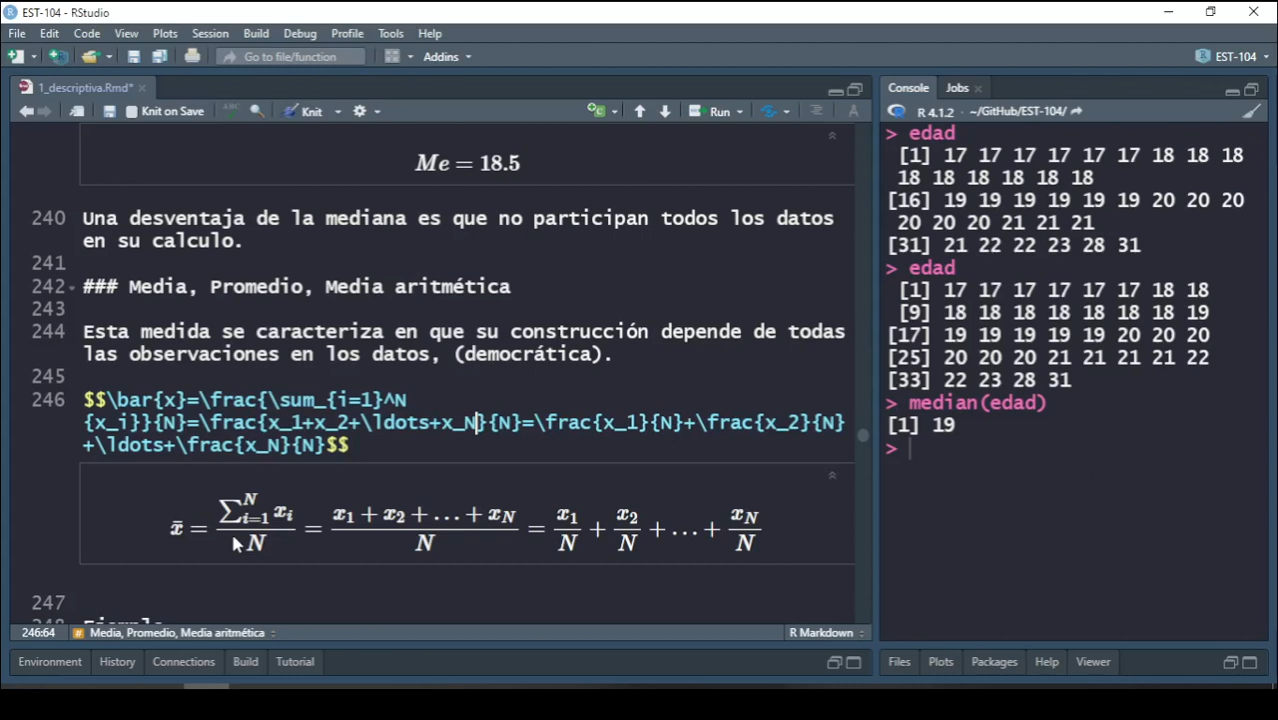 EST-104 - RStudio
File Edit Code View Plots Session Build Debug Profile Tools Help
Go to file/function Addins EST-104
1_descriptiva.Rmd*
Knit on Save Knit Run
Me = 18.5
240 Una desventaja de la mediana es que no participan todos los datos
en su calculo.
241
242 ### Media, Promedio, Media aritmética
243
244 Esta medida se caracteriza en que su construcción depende de todas
las observaciones en los datos, (democrática).
245
246 $$\bar{x}=\frac{\sum_{i=1}^N
{x_i}}{N}=\frac{x_1+x_2+\ldots+x_N}{N}=\frac{x_1}{N}+\frac{x_2}{N}
+\ldots+\frac{x_N}{N}$$
x̄ = ∑_{i=1}^N x_i / N = x_1 + x_2 + … + x_N / N = x_1 / N + x_2 / N + … + x_N / N
247
246:64 Media, Promedio, Media aritmética R Markdown
Environment History Connections Build Tutorial
Console Jobs
R 4.1.2 · ~/GitHub/EST-104/
> edad
[1] 17 17 17 17 17 17 18 18 18
18 18 18 18 18 18
[16] 19 19 19 19 19 19 20 20 20
20 20 20 21 21 21
[31] 21 22 22 23 28 31
> edad
[1] 17 17 17 17 17 17 18 18
[9] 18 18 18 18 18 18 18 19
[17] 19 19 19 19 19 20 20 20
[25] 20 20 20 21 21 21 21 22
[33] 22 23 28 31
> median(edad)
[1] 19
>
Files Plots Packages Help Viewer